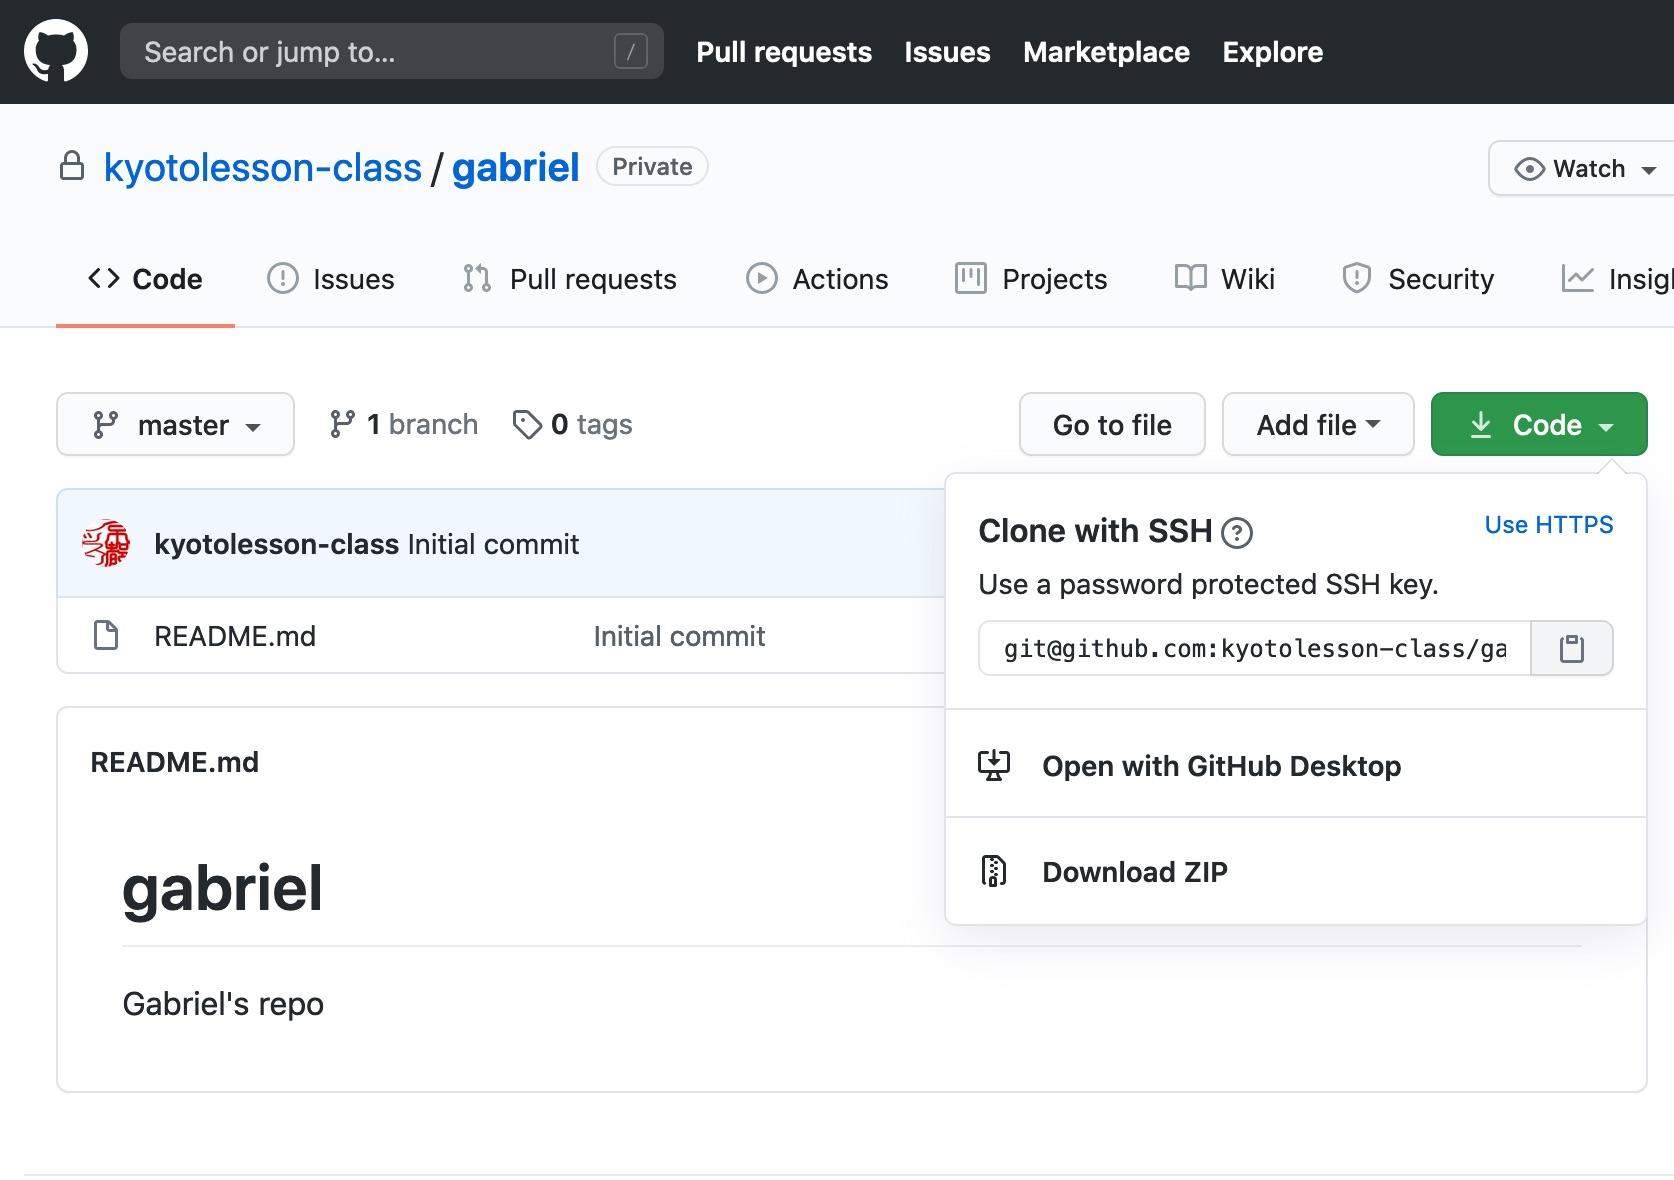 Search or jump to... /
Pull requests Issues Marketplace Explore
kyotolesson-class / gabriel Private
Watch
Code Issues Pull requests Actions Projects Wiki Security Insigh
master 1 branch 0 tags
Go to file Add file Code
kyotolesson-class Initial commit
README.md Initial commit
Clone with SSH ? Use HTTPS
Use a password protected SSH key.
git@github.com:kyotolesson-class/ga
Open with GitHub Desktop
Download ZIP
README.md
gabriel
Gabriel's repo